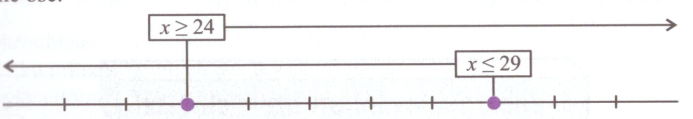 x ≥ 24
x ≤ 29